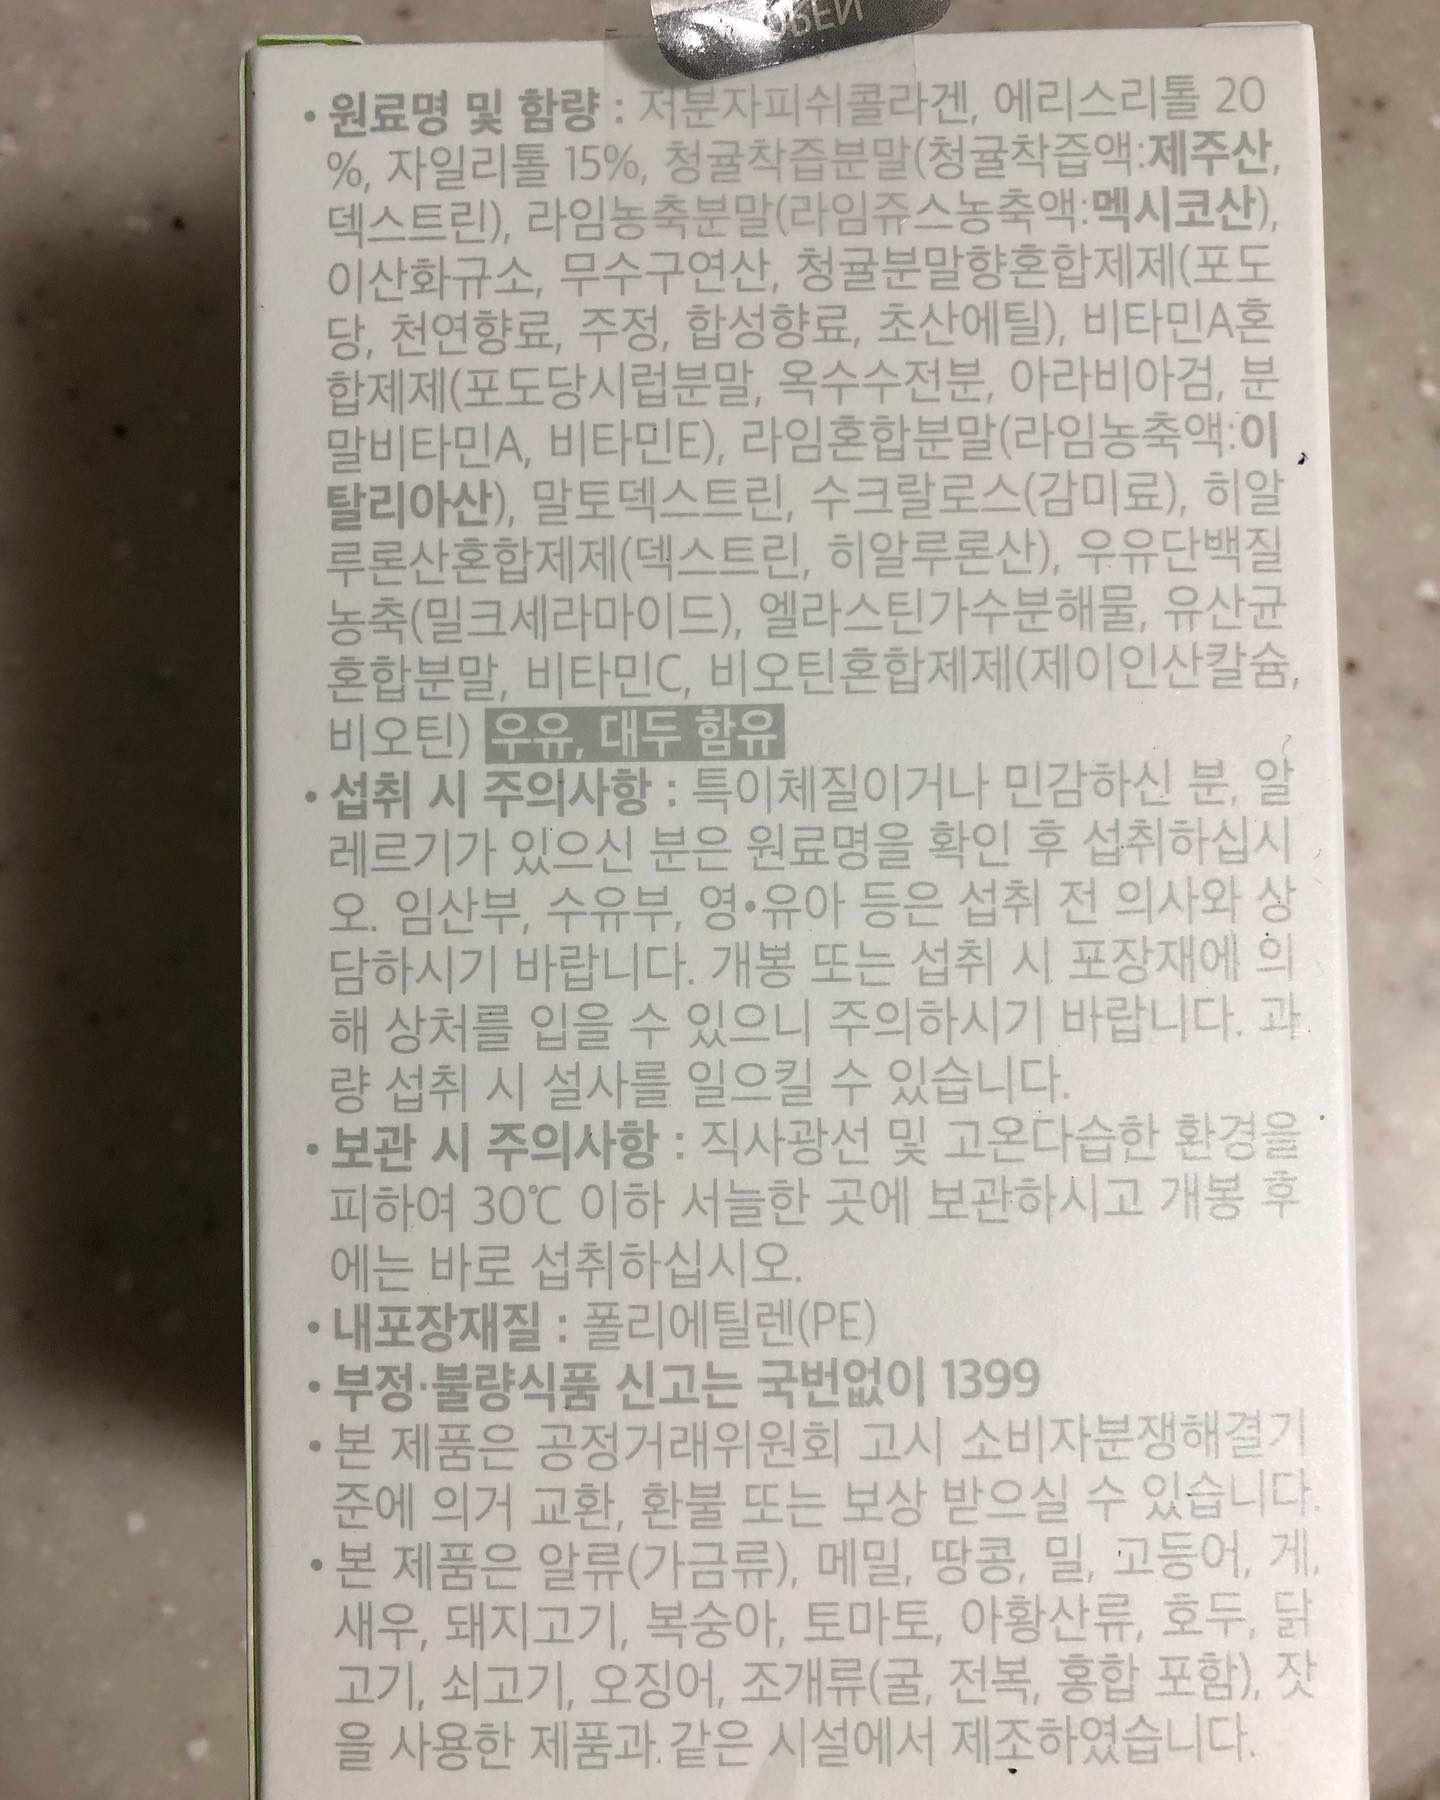 OPEN
• 원료명 및 함량 : 저분자피쉬콜라겐, 에리스리톨 20
%, 자일리톨 15%, 청귤착즙분말(청귤착즙액:제주산,
덱스트린), 라임농축분말(라임쥬스농축액:멕시코산),
이산화규소, 무수구연산, 청귤분말향혼합제제(포도
당, 천연향료, 주정, 합성향료, 초산에틸), 비타민A혼
합제제(포도당시럽분말, 옥수수전분, 아라비아검, 분
말비타민A, 비타민E), 라임혼합분말(라임농축액:이
탈리아산), 말토덱스트린, 수크랄로스(감미료), 히알
루론산혼합제제(덱스트린, 히알루론산), 우유단백질
농축(밀크세라마이드), 엘라스틴가수분해물, 유산균
혼합분말, 비타민C, 비오틴혼합제제(제이인산칼슘,
비오틴) 우유, 대두 함유
• 섭취 시 주의사항 : 특이체질이거나 민감하신 분, 알
레르기가 있으신 분은 원료명을 확인 후 섭취하십시
오. 임산부, 수유부, 영•유아 등은 섭취 전 의사와 상
담하시기 바랍니다. 개봉 또는 섭취 시 포장재에 의
해 상처를 입을 수 있으니 주의하시기 바랍니다. 과
량 섭취 시 설사를 일으킬 수 있습니다.
• 보관 시 주의사항 : 직사광선 및 고온다습한 환경을
피하여 30℃ 이하 서늘한 곳에 보관하시고 개봉 후
에는 바로 섭취하십시오.
• 내포장재질 : 폴리에틸렌(PE)
• 부정·불량식품 신고는 국번없이 1399
• 본 제품은 공정거래위원회 고시 소비자분쟁해결기
준에 의거 교환, 환불 또는 보상 받으실 수 있습니다.
• 본 제품은 알류(가금류), 메밀, 땅콩, 밀, 고등어, 게,
새우, 돼지고기, 복숭아, 토마토, 아황산류, 호두, 닭
고기, 쇠고기, 오징어, 조개류(굴, 전복, 홍합 포함), 잣
을 사용한 제품과 같은 시설에서 제조하였습니다.